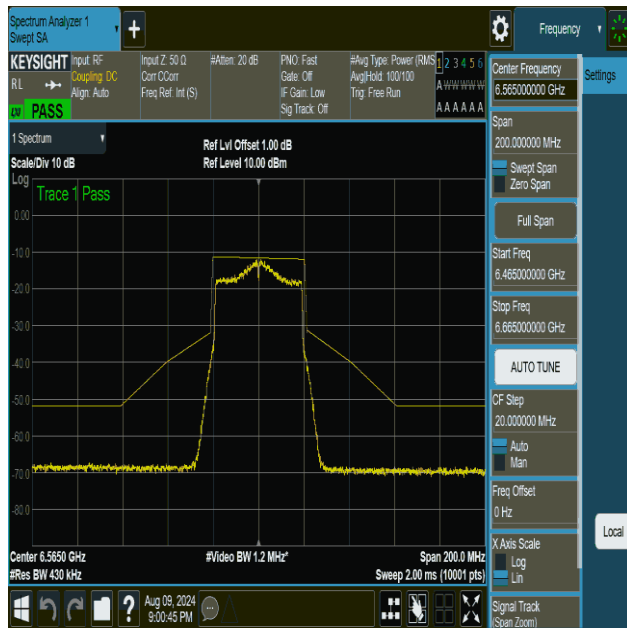 Spectrum Analyzer 1
Swept SA
+
Frequency
KEYSIGHT
RL
PASS
Input: RF
Coupling: DC
Align: Auto
Input Z: 50 Ω
Corr CCorr
Freq Ref: Int (S)
#Atten: 20 dB
PNO: Fast
Gate: Off
IF Gain: Low
Sig Track: Off
#Avg Type: Power (RMS
Avg|Hold: 100/100
Trig: Free Run
1 2 3 4 5 6
A W W W W W
A A A A A A
Center Frequency
6.565000000 GHz
Settings
Span
200.000000 MHz
Swept Span
Zero Span
Full Span
Start Freq
6.465000000 GHz
Stop Freq
6.665000000 GHz
AUTO TUNE
CF Step
20.000000 MHz
Auto
Man
Freq Offset
0 Hz
X Axis Scale
Log
Lin
Local
Signal Track
(Span Zoom)
1 Spectrum
Scale/Div 10 dB
Ref Lvl Offset 1.00 dB
Ref Level 10.00 dBm
Log
Trace 1 Pass
0.00
-10.0
-20.0
-30.0
-40.0
-50.0
-60.0
-70.0
-80.0
Center 6.5650 GHz
#Video BW 1.2 MHz*
Span 200.0 MHz
#Res BW 430 kHz
Sweep 2.00 ms (10001 pts)
?
Aug 09, 2024
9:00:45 PM